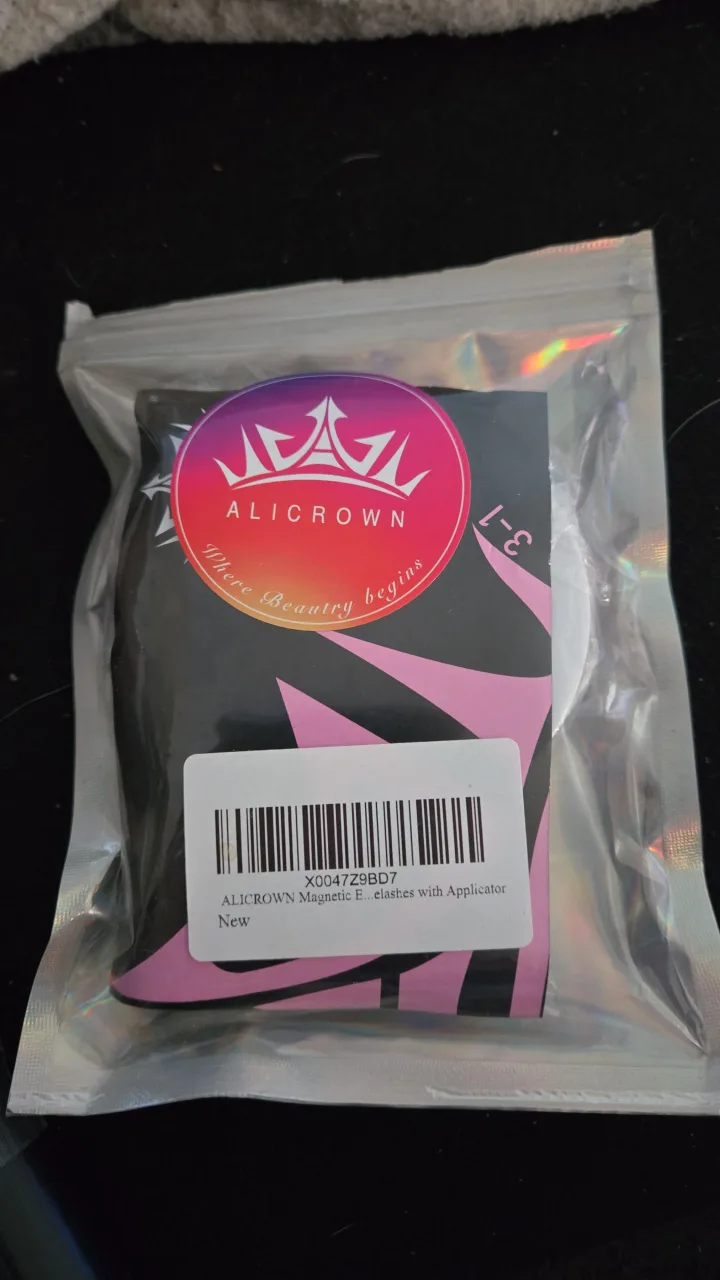 ALICROWN
Where Beautry begins
3-1
X0047Z9BD7
ALICROWN Magnetic E...elashes with Applicator
New